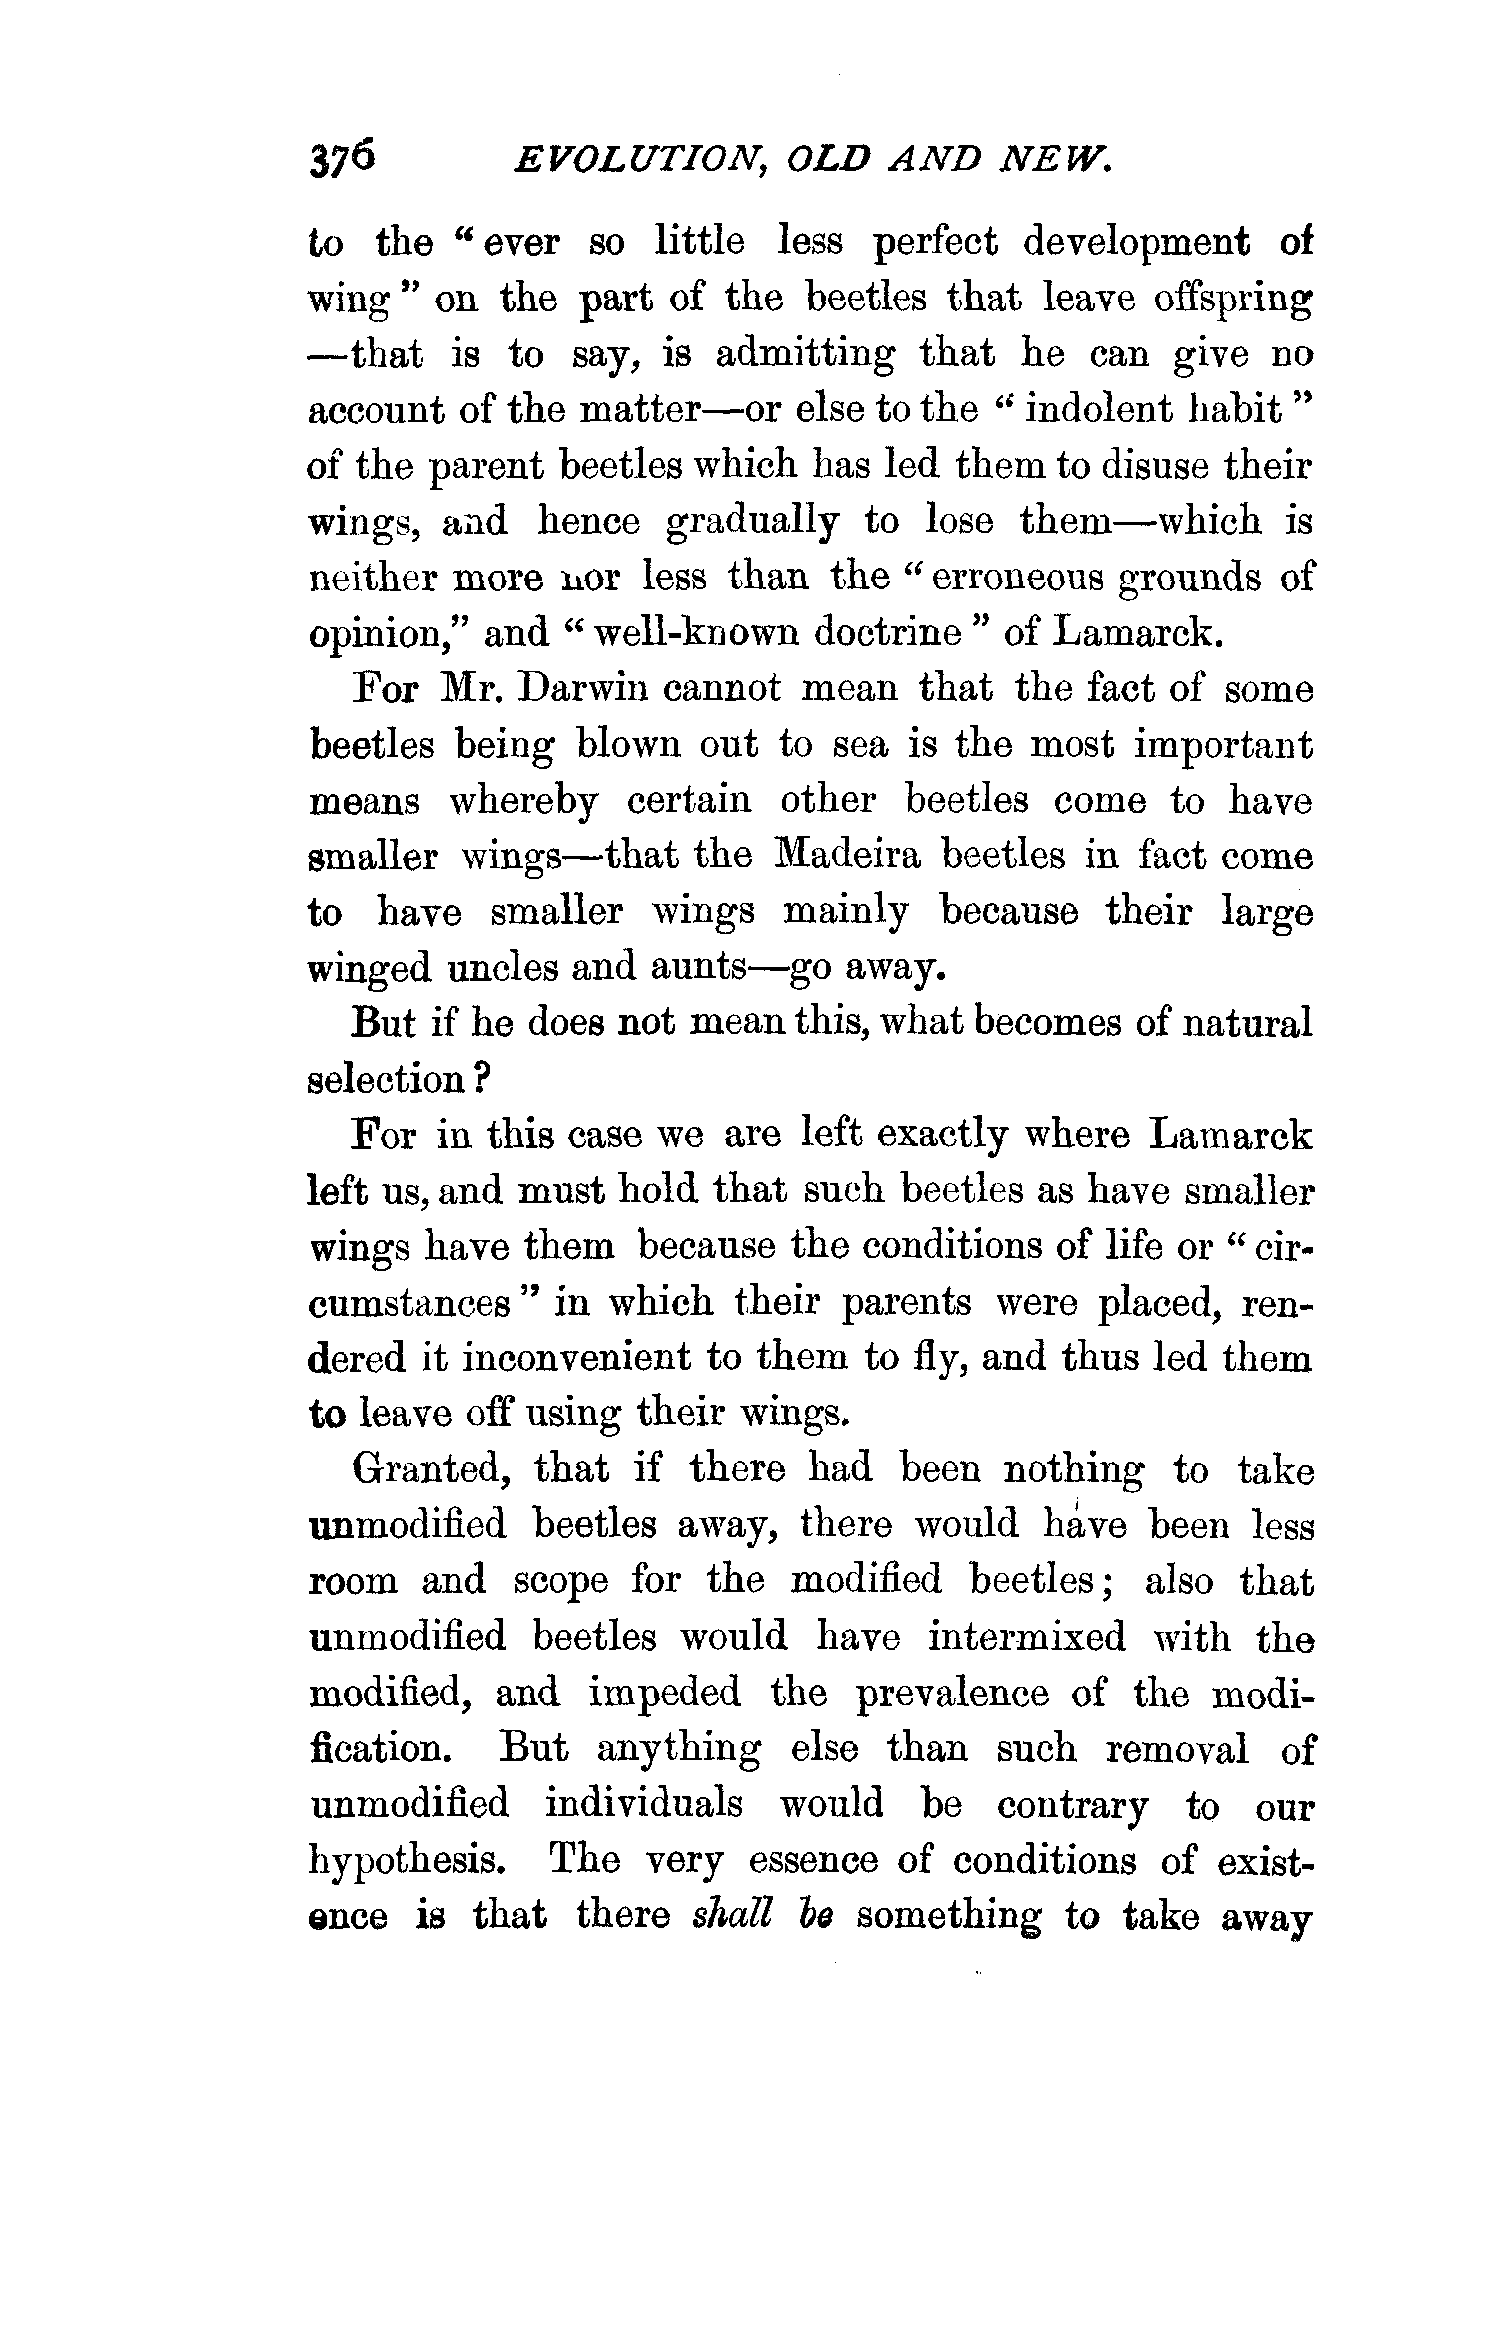 376 EVOLUTION, OLD AND NEW.
to the “ever so little less perfect development of
wing” on the part of the beetles that leave offspring
—that is to say, is admitting that he can give no
account of the matter—or else to the “indolent habit”
of the parent beetles which has led them to disuse their
wings, and hence gradually to lose them—which is
neither more nor less than the “erroneous grounds of
opinion,” and “well-known doctrine” of Lamarck.
For Mr. Darwin cannot mean that the fact of some
beetles being blown out to sea is the most important
means whereby certain other beetles come to have
smaller wings—that the Madeira beetles in fact come
to have smaller wings mainly because their large
winged uncles and aunts—go away.
But if he does not mean this, what becomes of natural
selection?
For in this case we are left exactly where Lamarck
left us, and must hold that such beetles as have smaller
wings have them because the conditions of life or “cir-
cumstances” in which their parents were placed, ren-
dered it inconvenient to them to fly, and thus led them
to leave off using their wings.
Granted, that if there had been nothing to take
unmodified beetles away, there would have been less
room and scope for the modified beetles; also that
unmodified beetles would have intermixed with the
modified, and impeded the prevalence of the modi-
fication. But anything else than such removal of
unmodified individuals would be contrary to our
hypothesis. The very essence of conditions of exist-
ence is that there shall be something to take away